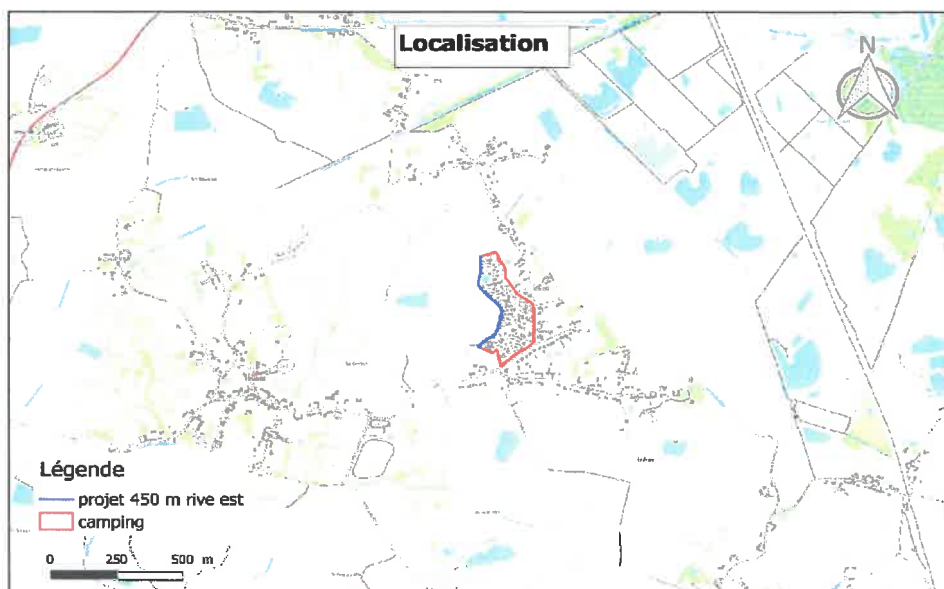 Localisation
N
Légende
projet 450 m rive est
camping
0 250 500 m